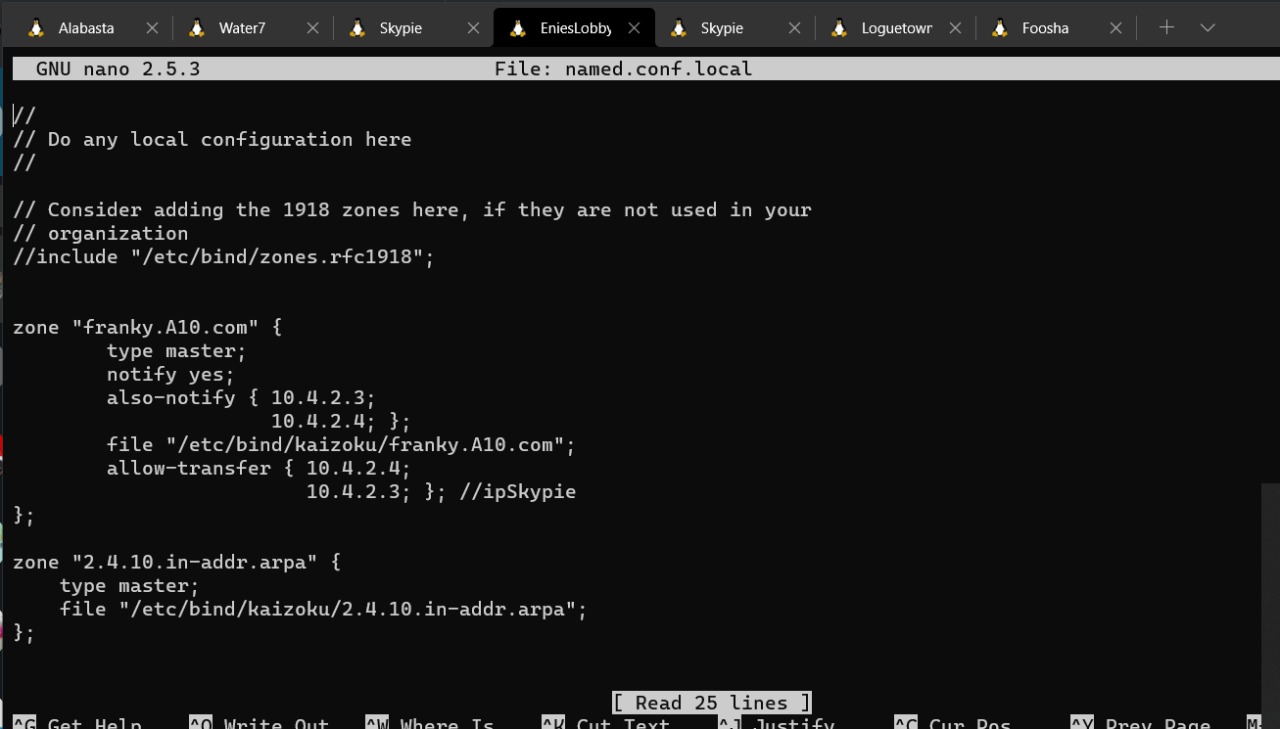 Alabasta Water7 Skypie EniesLobby Skypie Loguetown Foosha
GNU nano 2.5.3 File: named.conf.local
//
// Do any local configuration here
//
// Consider adding the 1918 zones here, if they are not used in your
// organization
//include "/etc/bind/zones.rfc1918";
zone "franky.A10.com" {
type master;
notify yes;
also-notify { 10.4.2.3;
10.4.2.4; };
file "/etc/bind/kaizoku/franky.A10.com";
allow-transfer { 10.4.2.4;
10.4.2.3; }; //ipSkypie
};
zone "2.4.10.in-addr.arpa" {
type master;
file "/etc/bind/kaizoku/2.4.10.in-addr.arpa";
};
[ Read 25 lines ]
^G Get Help ^O Write Out ^W Where Is ^K Cut Text ^J Justify ^C Cur Pos ^Y Prev Page M-